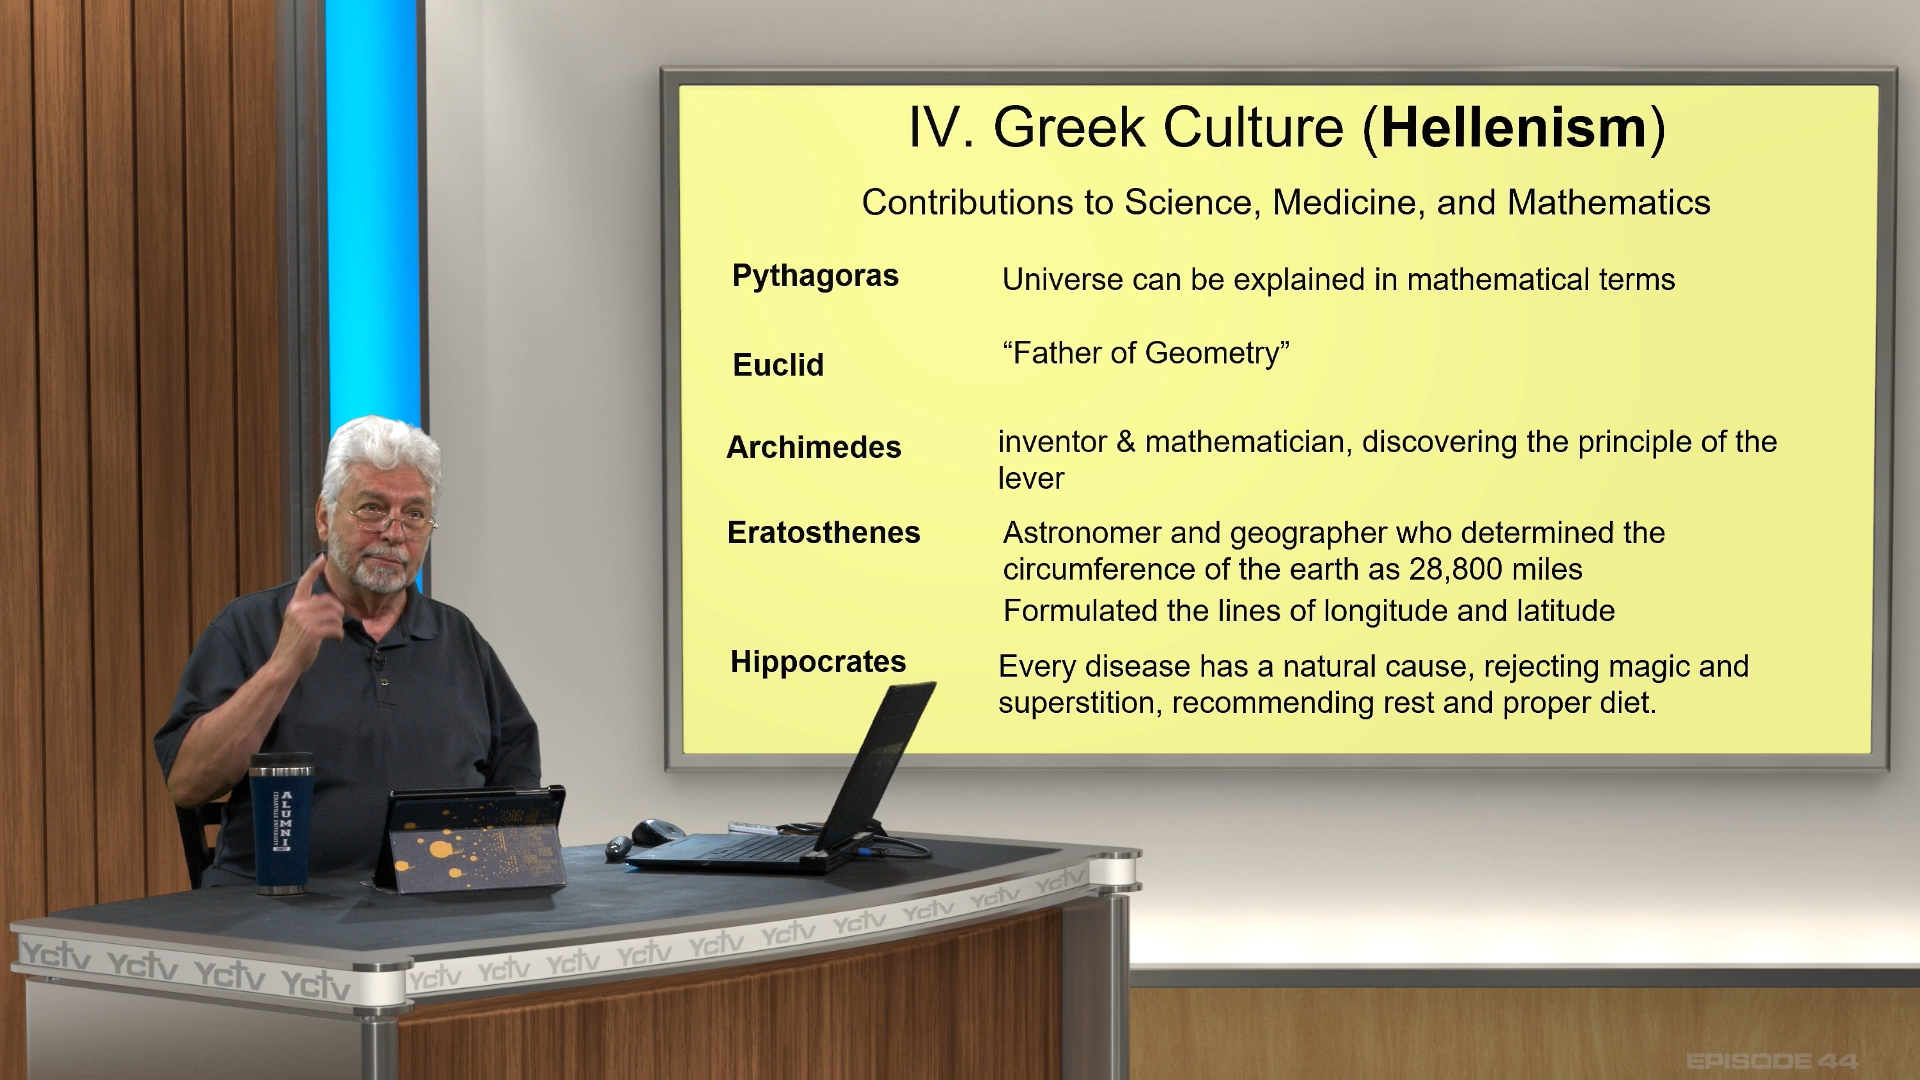 IV. Greek Culture (Hellenism)
Contributions to Science, Medicine, and Mathematics
Pythagoras
Universe can be explained in mathematical terms
Euclid
“Father of Geometry”
Archimedes
inventor & mathematician, discovering the principle of the
lever
Eratosthenes
Astronomer and geographer who determined the
circumference of the earth as 28,800 miles
Formulated the lines of longitude and latitude
Hippocrates
Every disease has a natural cause, rejecting magic and
superstition, recommending rest and proper diet.
ALUMNI
CEDARVILLE UNIVERSITY
Yctv Yctv Yctv Yctv
Yctv Yctv Yctv Yctv Yctv Yctv Yctv Yctv Yctv Yctv
EPISODE 44